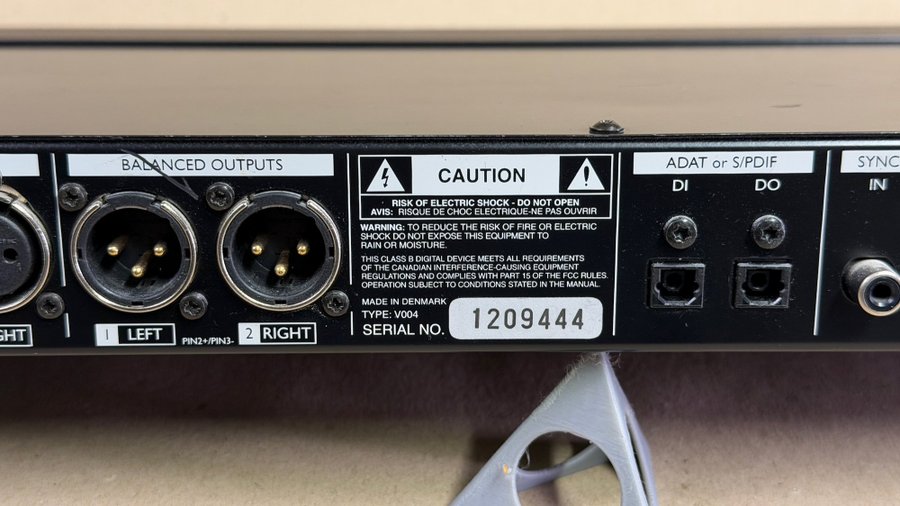 BALANCED OUTPUTS
1 LEFT
PIN2+/PIN3-
2 RIGHT
CAUTION
RISK OF ELECTRIC SHOCK - DO NOT OPEN
AVIS: RISQUE DE CHOC ELECTRIQUE-NE PAS OUVRIR
WARNING: TO REDUCE THE RISK OF FIRE OR ELECTRIC
SHOCK DO NOT EXPOSE THIS EQUIPMENT TO
RAIN OR MOISTURE.
THIS CLASS B DIGITAL DEVICE MEETS ALL REQUIREMENTS
OF THE CANADIAN INTERFERENCE-CAUSING EQUIPMENT
REGULATIONS AND COMPLIES WITH PART 15 OF THE FCC RULES.
OPERATION SUBJECT TO CONDITIONS STATED IN THE MANUAL.
MADE IN DENMARK
TYPE: V004
SERIAL NO. 1209444
ADAT or S/PDIF
DI
DO
SYNC
IN